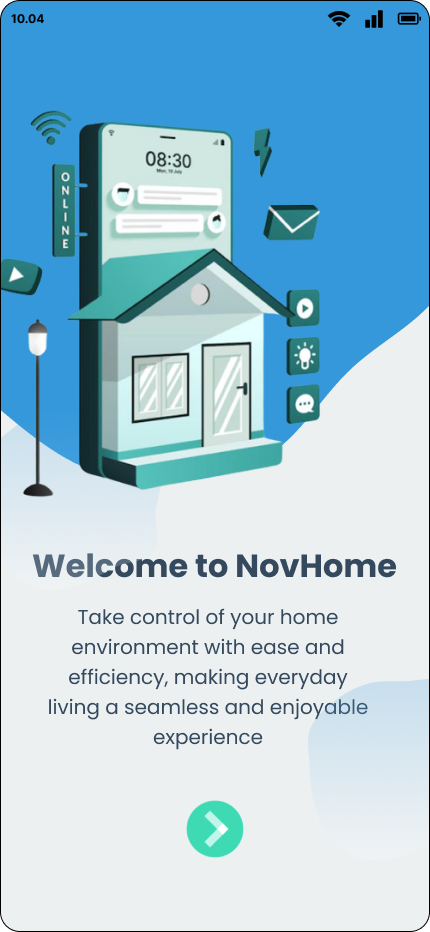 10.04
08:30
Mon, 19 July
ONLINE
Welcome to NovHome
Take control of your home
environment with ease and
efficiency, making everyday
living a seamless and enjoyable
experience